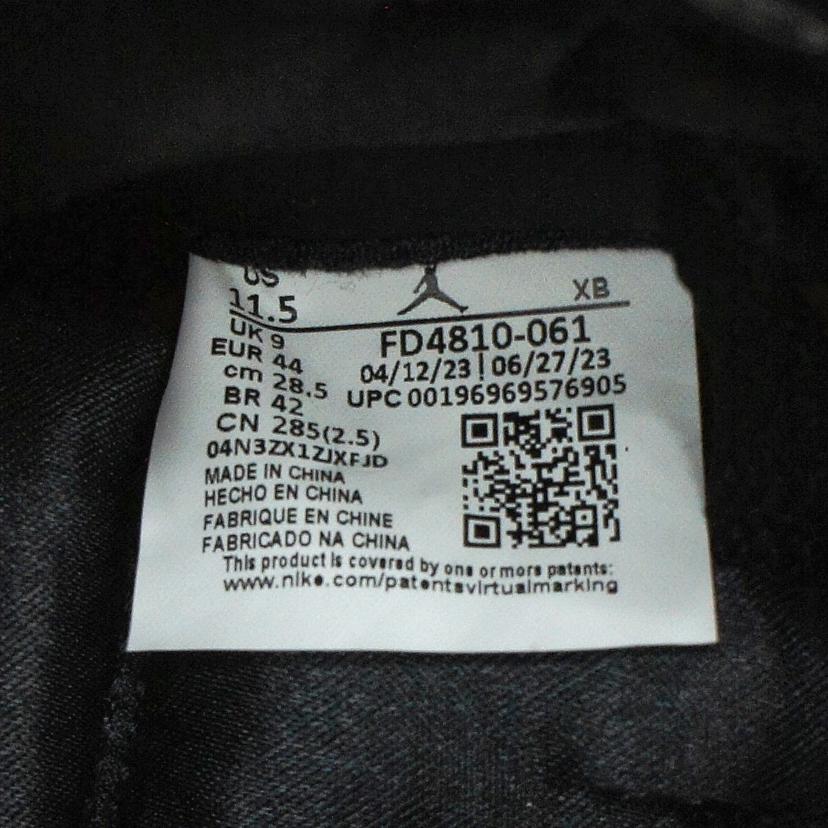 US
11.5
XB
UK 9
EUR 44
cm 28.5
BR 42
CN 285(2.5)
04N3ZX1ZJXFJD
MADE IN CHINA
HECHO EN CHINA
FABRIQUE EN CHINE
FABRICADO NA CHINA
FD4810-061
04/12/23 | 06/27/23
UPC 00196969576905
This product is covered by one or more patents:
www.nike.com/patentsvirtualmarking